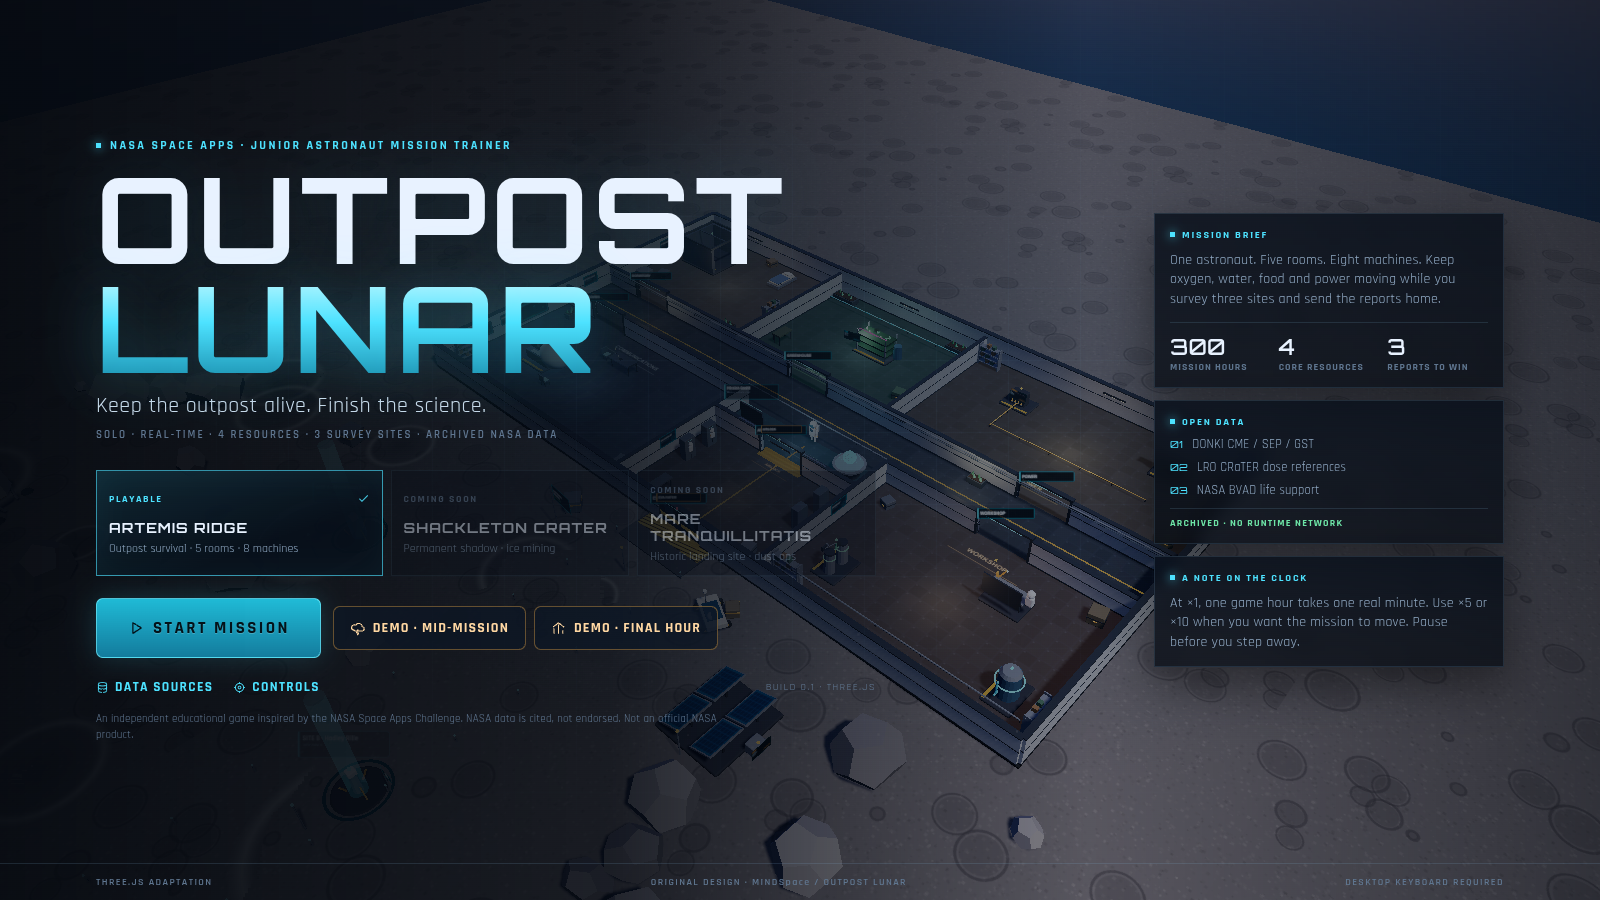 NASA SPACE APPS · JUNIOR ASTRONAUT MISSION TRAINER
OUTPOST
LUNAR
Keep the outpost alive. Finish the science.
SOLO · REAL-TIME · 4 RESOURCES · 3 SURVEY SITES · ARCHIVED NASA DATA
PLAYABLE
ARTEMIS RIDGE
Outpost survival · 5 rooms · 8 machines
COMING SOON
SHACKLETON CRATER
Permanent shadow · Ice mining
COMING SOON
MARE
TRANQUILLITATIS
Historic landing site · dust ops
START MISSION
DEMO · MID-MISSION
DEMO · FINAL HOUR
DATA SOURCES
CONTROLS
BUILD 0.1 · THREE.JS
An independent educational game inspired by the NASA Space Apps Challenge. NASA data is cited, not endorsed. Not an official NASA
product.
MISSION BRIEF
One astronaut. Five rooms. Eight machines. Keep
oxygen, water, food and power moving while you
survey three sites and send the reports home.
300
MISSION HOURS
4
CORE RESOURCES
3
REPORTS TO WIN
OPEN DATA
01 DONKI CME / SEP / GST
02 LRO CRaTER dose references
03 NASA BVAD life support
ARCHIVED · NO RUNTIME NETWORK
A NOTE ON THE CLOCK
At ×1, one game hour takes one real minute. Use ×5 or
×10 when you want the mission to move. Pause
before you step away.
WORKSHOP
WORKSHOP
THREE.JS ADAPTATION
ORIGINAL DESIGN · MINDSpace / OUTPOST LUNAR
DESKTOP KEYBOARD REQUIRED